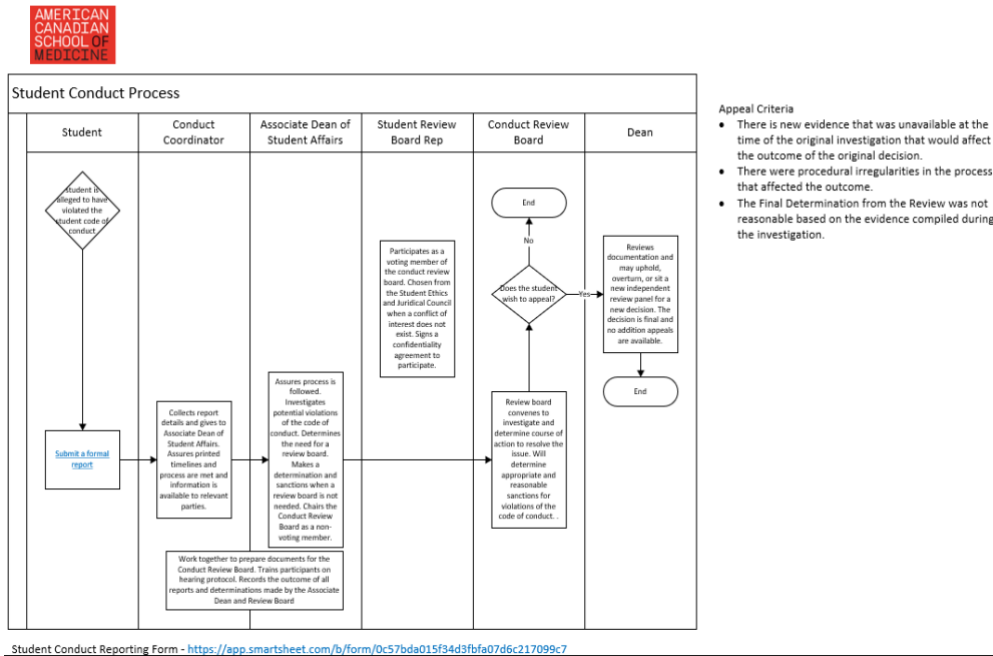 AMERICAN
CANADIAN
SCHOOL OF
MEDICINE
Student Conduct Process
Student
Conduct
Coordinator
Associate Dean of
Student Affairs
Student Review
Board Rep
Conduct Review
Board
Dean
Student is
alleged to have
violated the
student code of
conduct
Submit a formal
report
Collects report
details and gives to
Associate Dean of
Student Affairs.
Assures printed
timelines and
process are met and
information is
available to relevant
parties.
Assures process is
followed.
Investigates
potential violations
of the code of
conduct. Determines
the need for a
review board.
Makes a
determination and
sanctions when a
review board is not
needed. Chairs the
Conduct Review
Board as a non-
voting member.
Work together to prepare documents for the
Conduct Review Board. Trains participants on
hearing protocol. Records the outcome of all
reports and determinations made by the Associate
Dean and Review Board
Participates as a
voting member of
the conduct review
board. Chosen from
the Student Ethics
and Juridical Council
when a conflict of
interest does not
exist. Signs a
confidentiality
agreement to
participate.
End
No
Does the student
wish to appeal?
Yes
Review board
convenes to
investigate and
determine course of
action to resolve the
issue. Will
determine
appropriate and
reasonable
sanctions for
violations of the
code of conduct. .
Reviews
documentation and
may uphold,
overturn, or sit a
new independent
review panel for a
new decision. The
decision is final and
no addition appeals
are available.
End
Appeal Criteria
• There is new evidence that was unavailable at the
time of the original investigation that would affect
the outcome of the original decision.
• There were procedural irregularities in the process
that affected the outcome.
• The Final Determination from the Review was not
reasonable based on the evidence compiled during
the investigation.
Student Conduct Reporting Form - https://app.smartsheet.com/b/form/0c57bda015f34d3fbfa07d6c217099c7